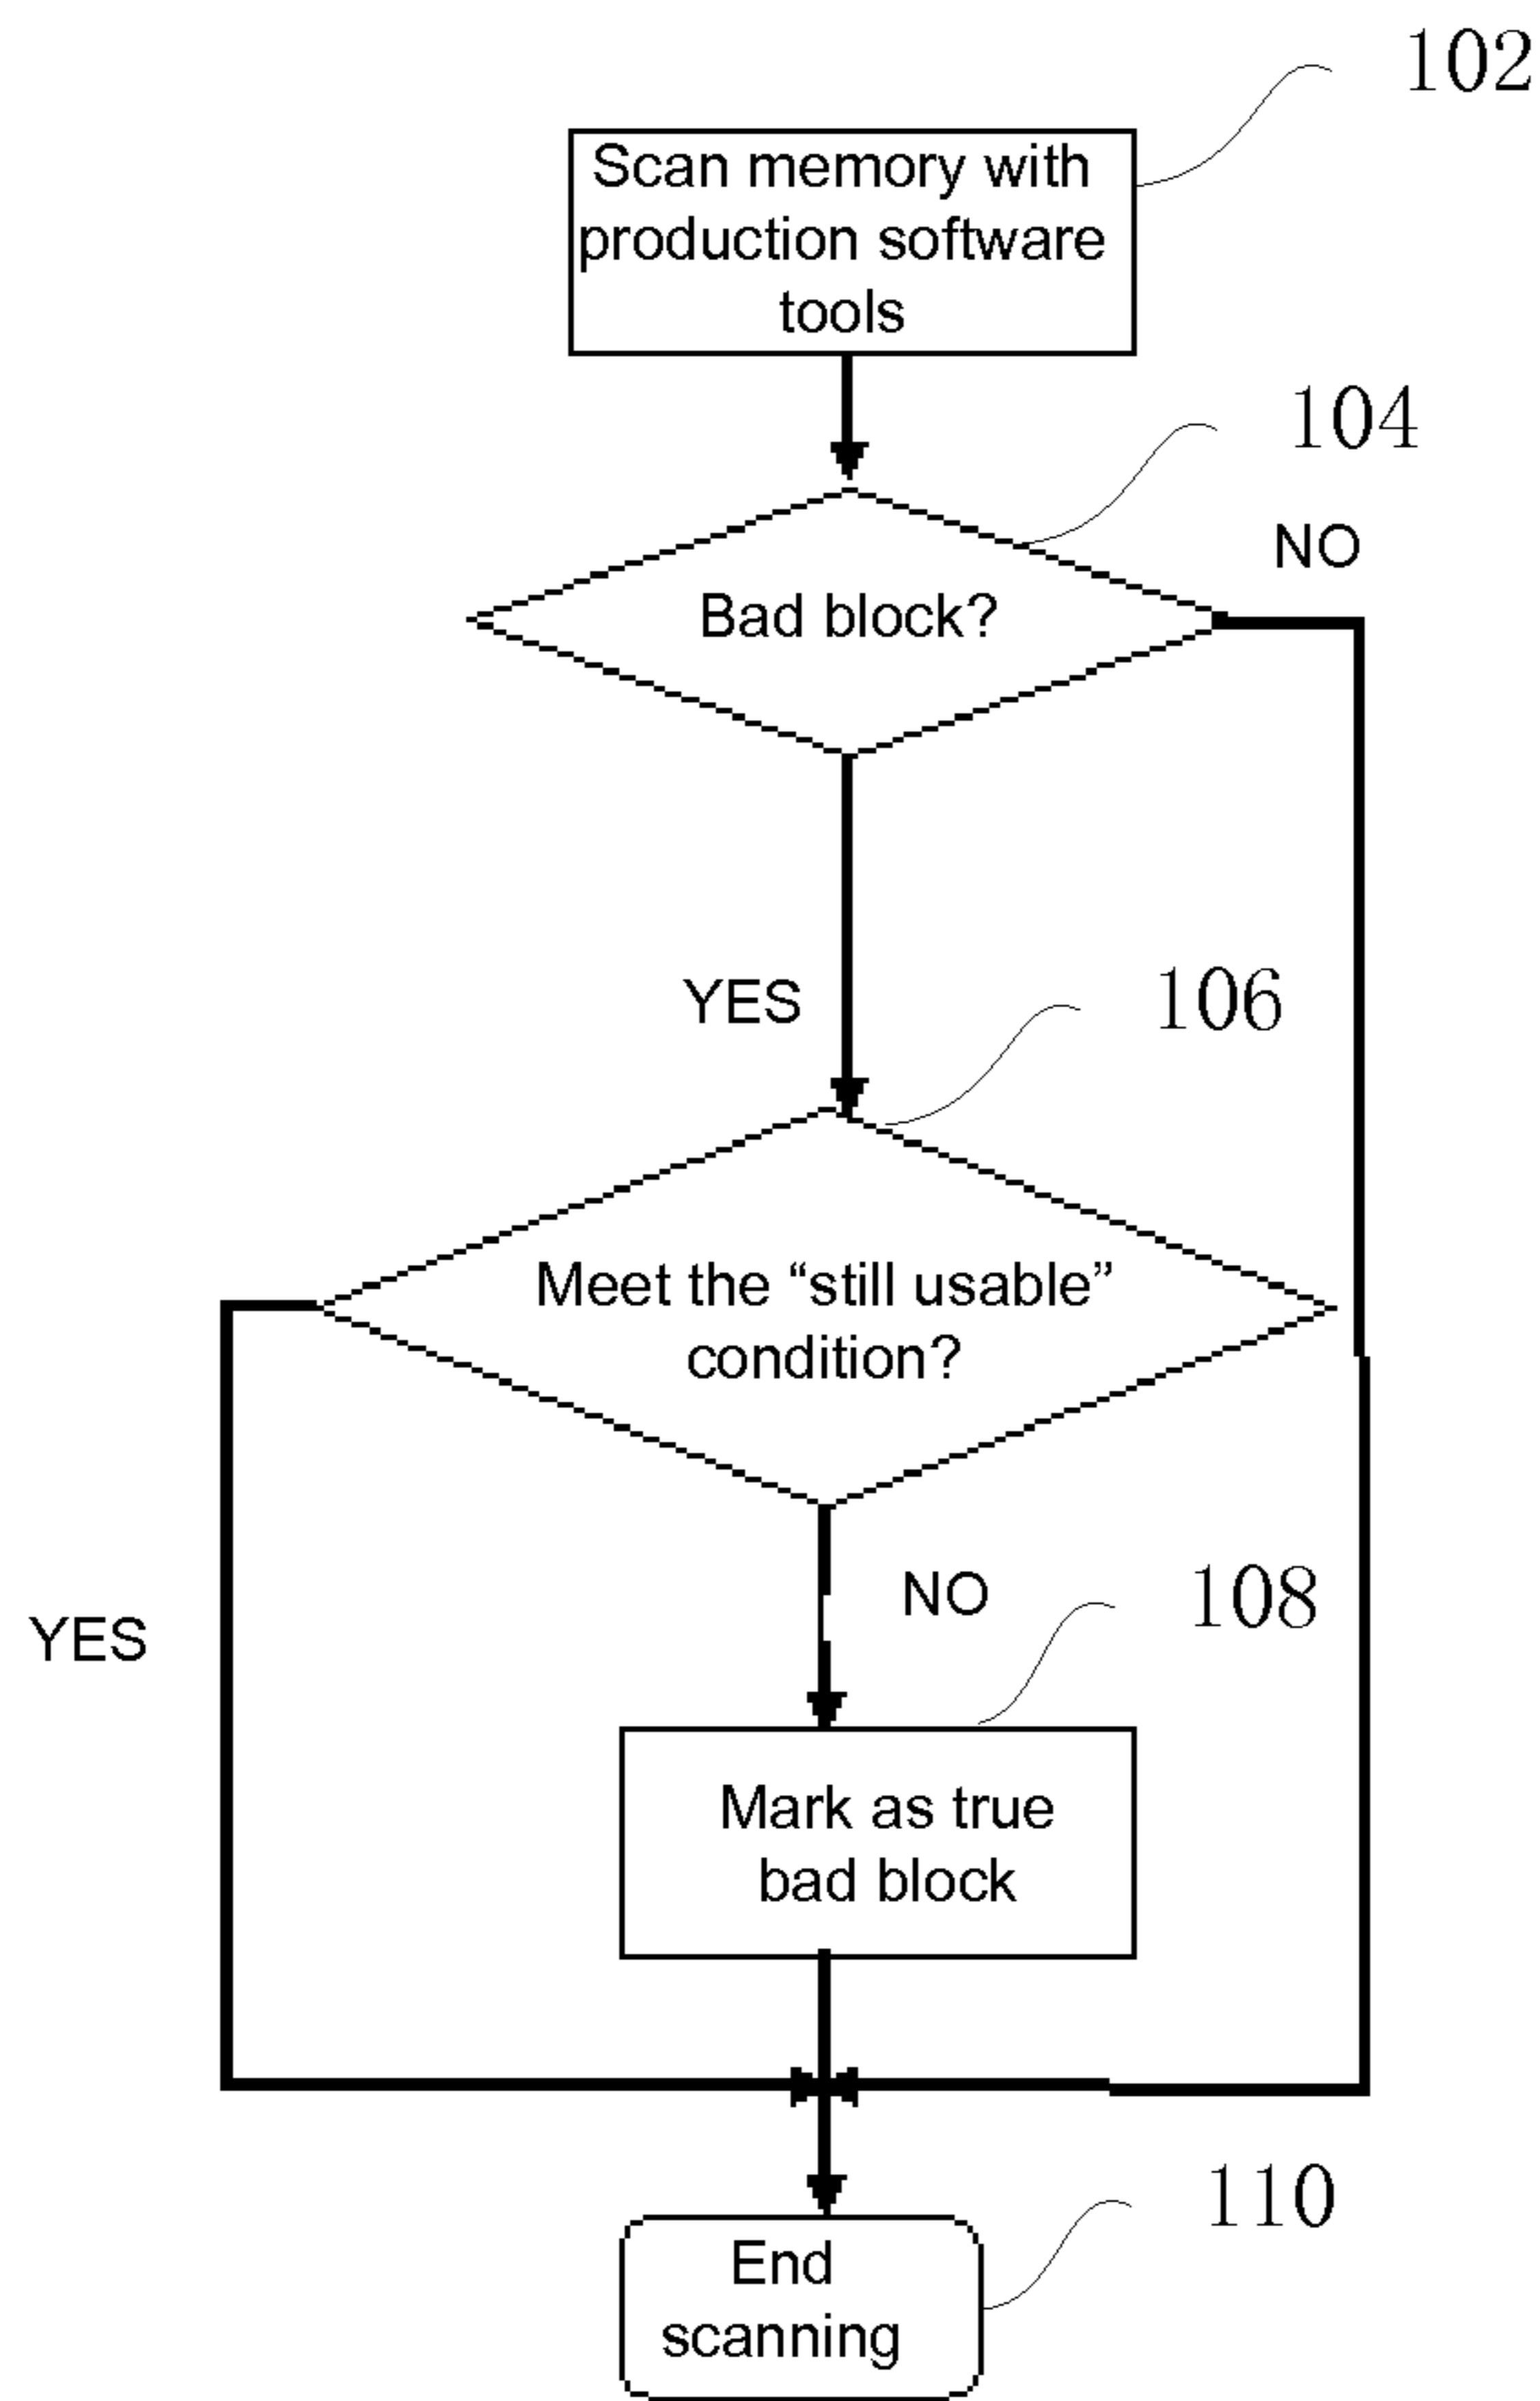 102
Scan memory with
production software
tools
104
NO
Bad block?
YES
106
Meet the “still usable”
condition?
NO
108
YES
Mark as true
bad block
110
End
scanning